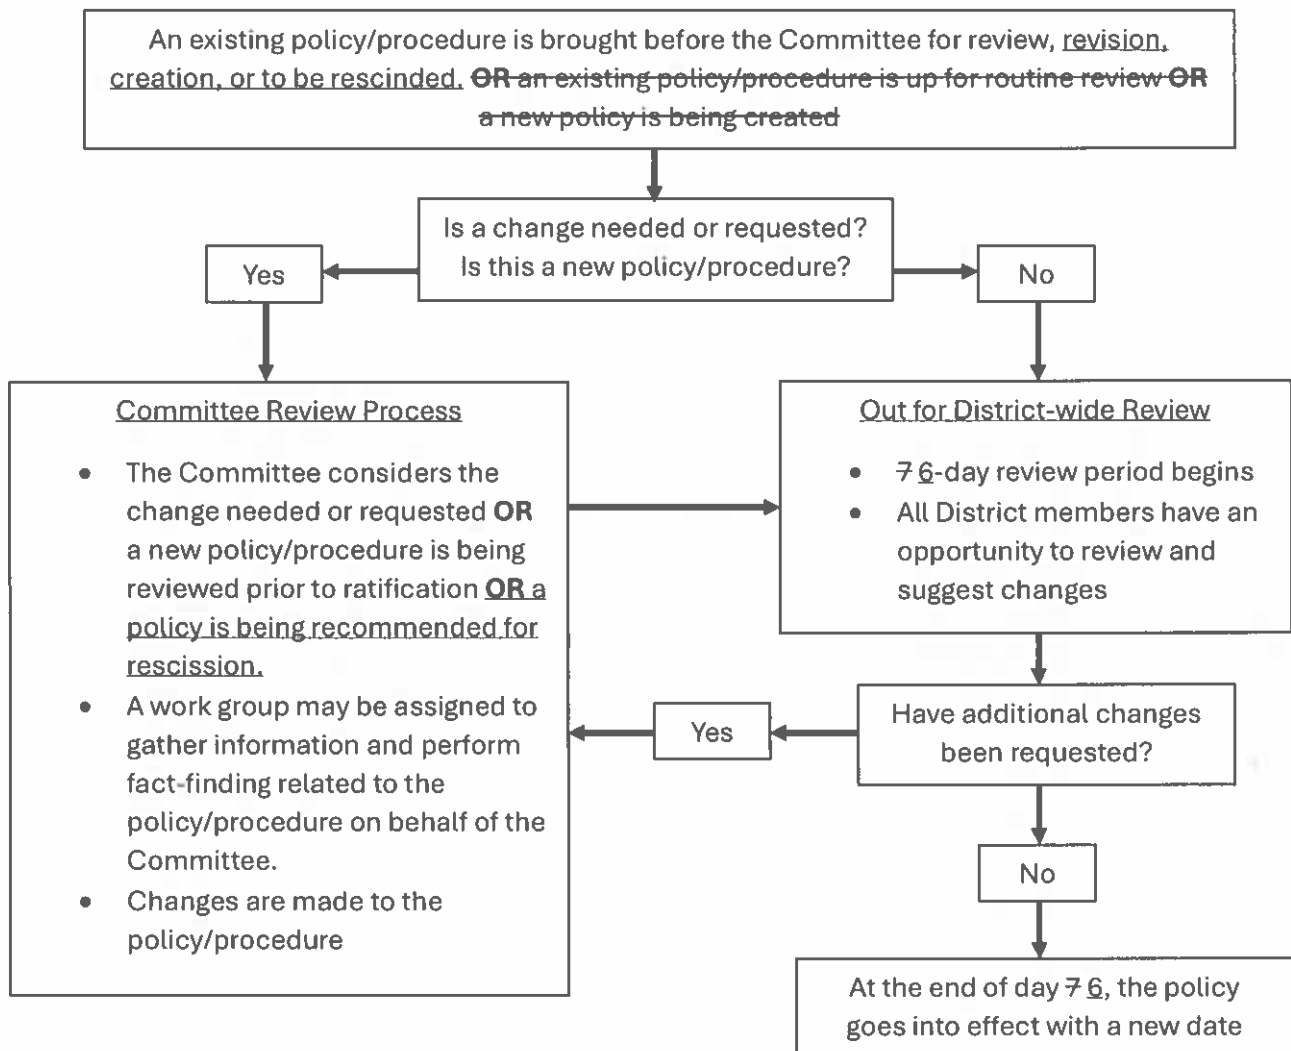 An existing policy/procedure is brought before the Committee for review, revision,
creation, or to be rescinded. OR an existing policy/procedure is up for routine review OR
a new policy is being created
Is a change needed or requested?
Is this a new policy/procedure?
Yes
No
Committee Review Process
• The Committee considers the
change needed or requested OR
a new policy/procedure is being
reviewed prior to ratification OR a
policy is being recommended for
rescission.
• A work group may be assigned to
gather information and perform
fact-finding related to the
policy/procedure on behalf of the
Committee.
• Changes are made to the
policy/procedure
Out for District-wide Review
• 7 6-day review period begins
• All District members have an
opportunity to review and
suggest changes
Have additional changes
been requested?
Yes
No
At the end of day 7 6, the policy
goes into effect with a new date